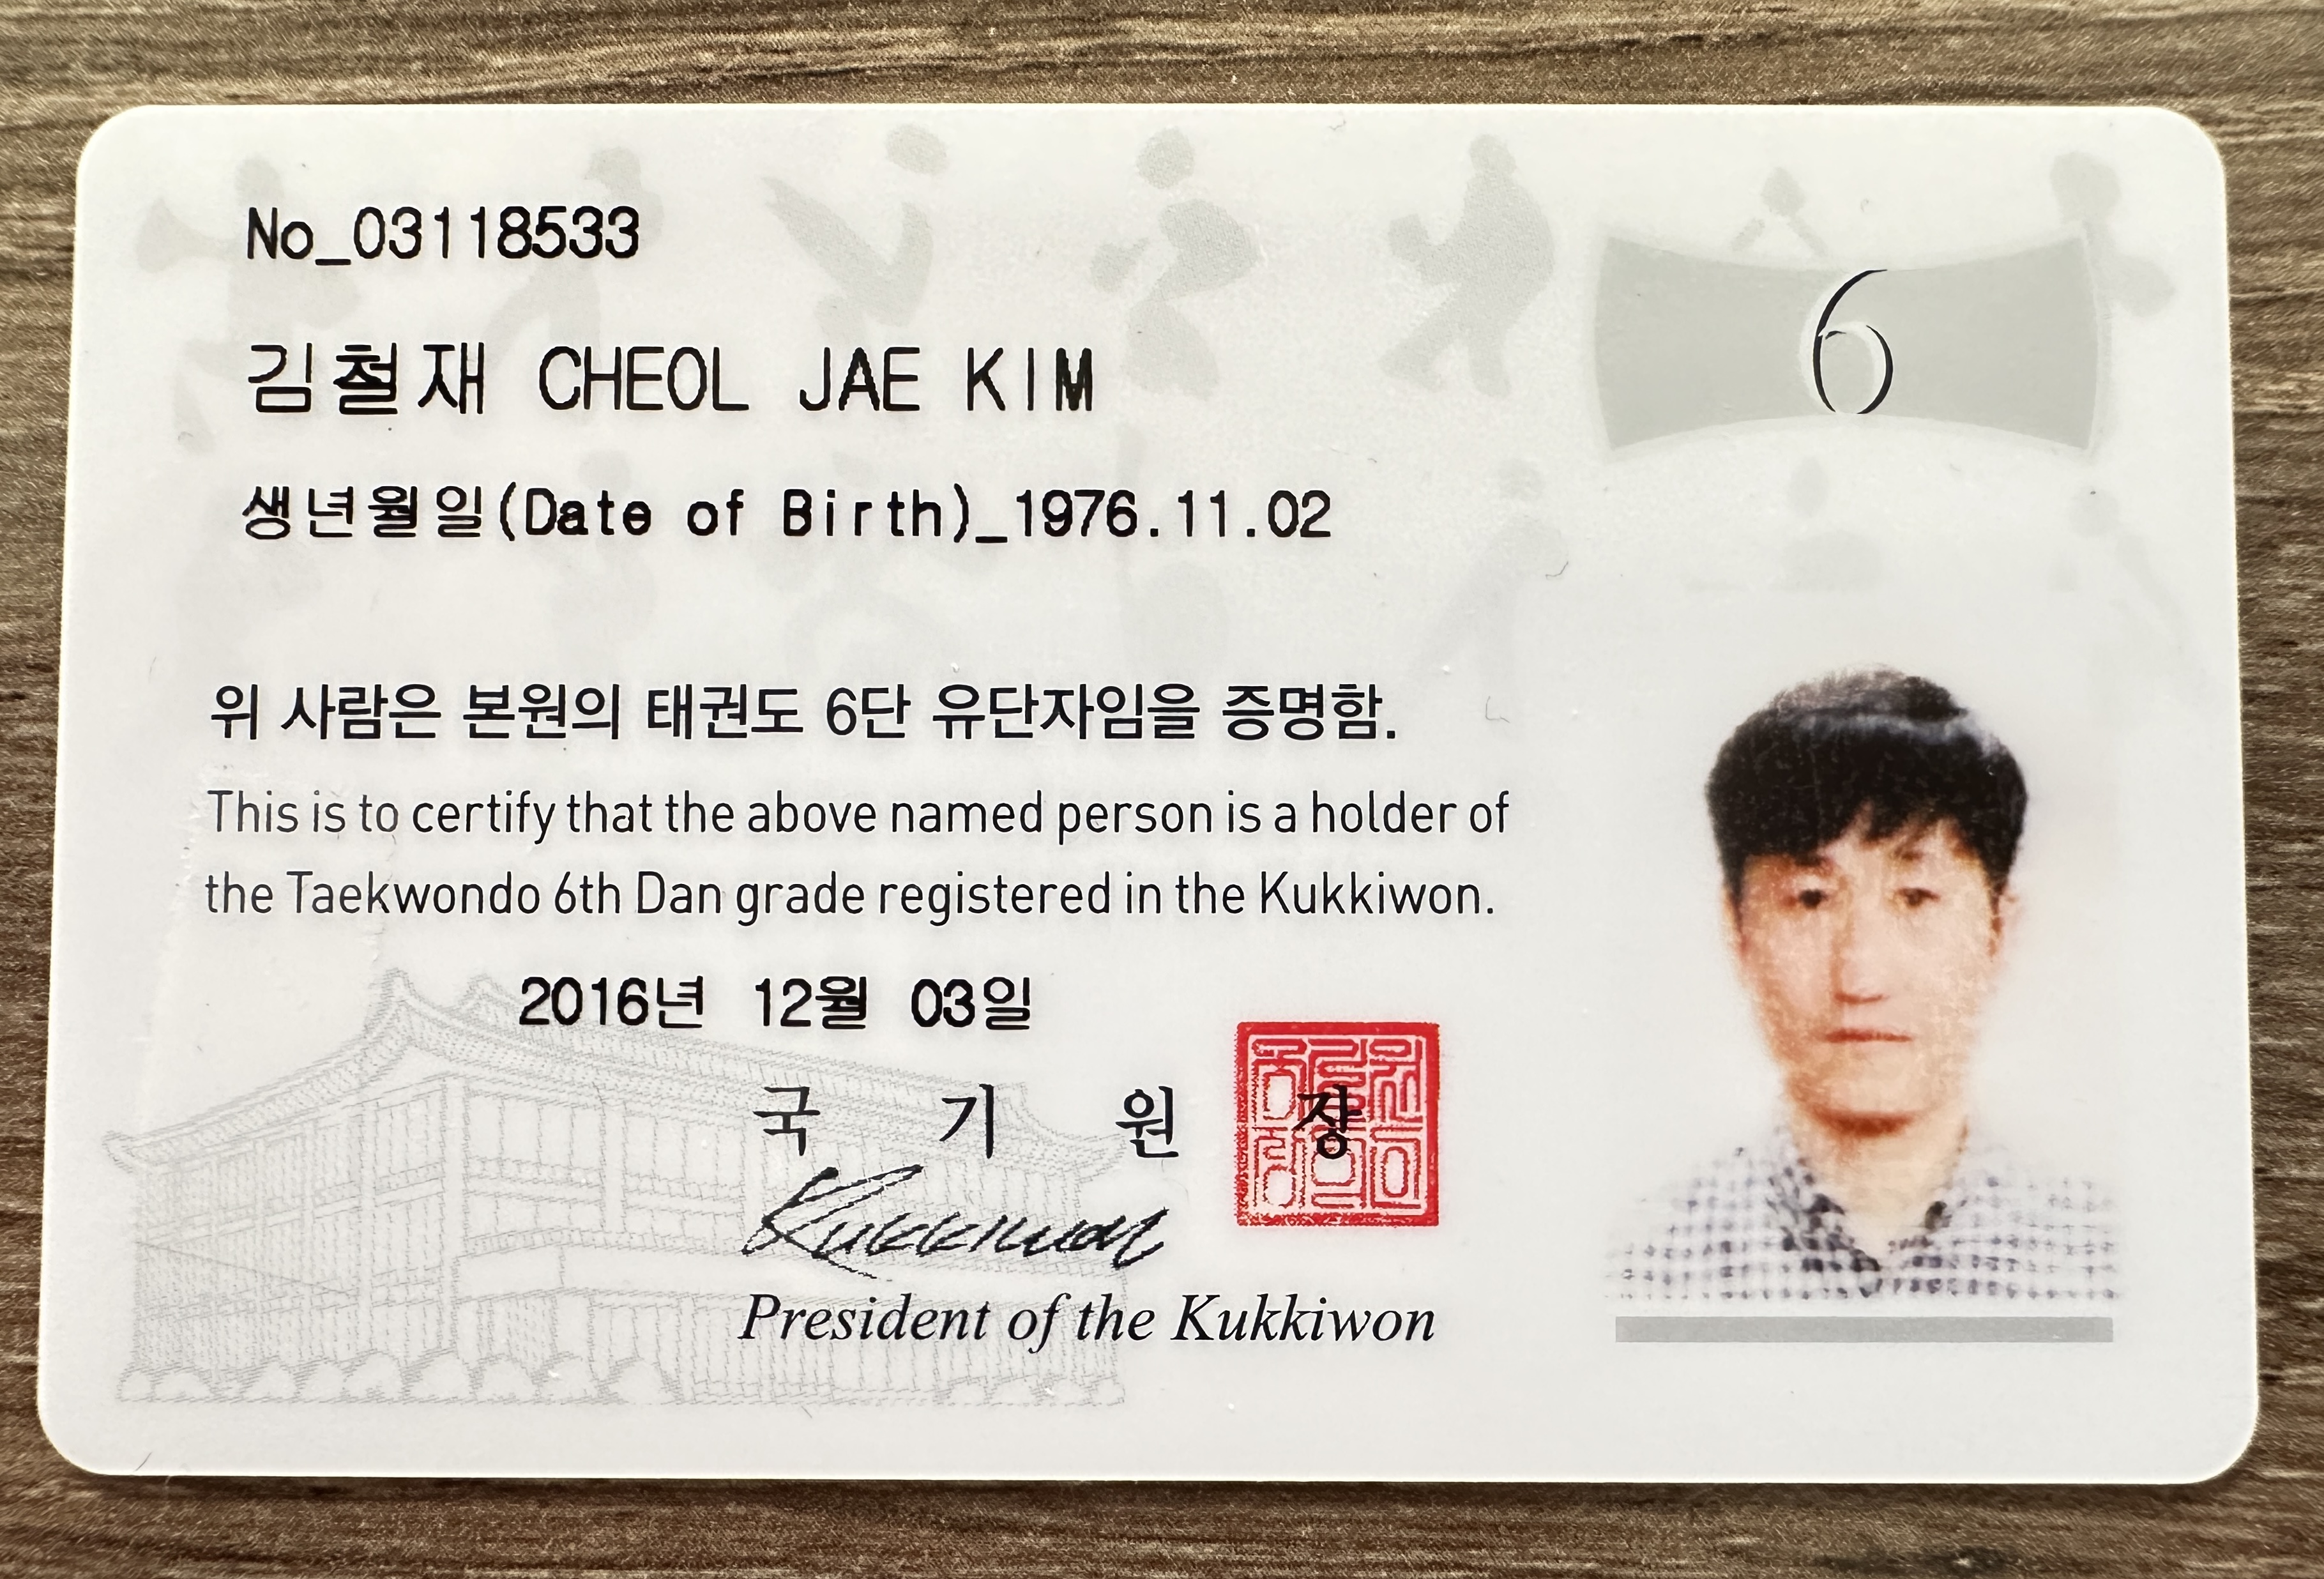 No_03118533
6
김철재 CHEOL JAE KIM
생년월일(Date of Birth)_1976.11.02
위 사람은 본원의 태권도 6단 유단자임을 증명함.
This is to certify that the above named person is a holder of
the Taekwondo 6th Dan grade registered in the Kukkiwon.
2016년 12월 03일
국 기 원 장
Kukkiwon
President of the Kukkiwon